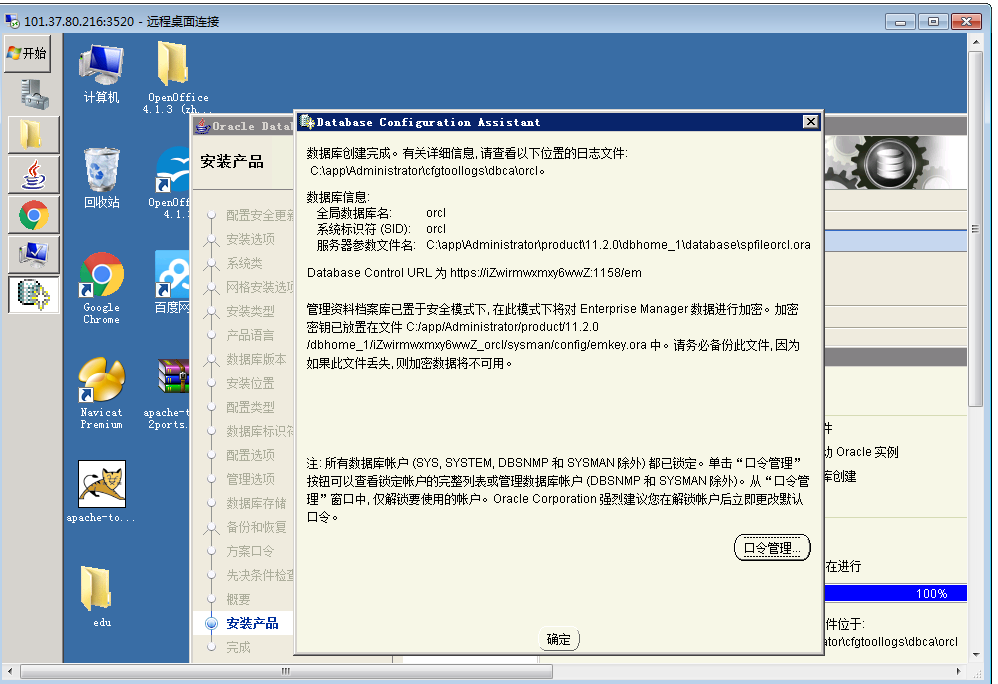 101.37.80.216:3520 - 远程桌面连接
开始
计算机
OpenOffice
4.1.3 (zh...
回收站
OpenOff
4.1.
Google
Chrome
百度网
Navicat
Premium
apache-t
2ports.
apache-to...
edu
Oracle Datab
安装产品
配置安全更新
安装选项
系统类
网格安装选项
安装类型
产品语言
数据库版本
安装位置
配置类型
数据库标识符
配置选项
管理选项
数据库存储
备份和恢复
方案口令
先决条件检查
概要
安装产品
完成
Database Configuration Assistant
数据库创建完成。有关详细信息, 请查看以下位置的日志文件:
C:\app\Administrator\cfgtoollogs\dbca\orcl。
数据库信息:
全局数据库名: orcl
系统标识符 (SID): orcl
服务器参数文件名: C:\app\Administrator\product\11.2.0\dbhome_1\database\spfileorcl.ora
Database Control URL 为 https://iZwirmwxmxy6wwZ:1158/em
管理资料档案库已置于安全模式下, 在此模式下将对 Enterprise Manager 数据进行加密。加密
密钥已放置在文件 C:/app/Administrator/product/11.2.0
/dbhome_1/iZwirmwxmxy6wwZ_orcl/sysman/config/emkey.ora 中。请务必备份此文件, 因为
如果此文件丢失, 则加密数据将不可用。
注: 所有数据库帐户 (SYS, SYSTEM, DBSNMP 和 SYSMAN 除外) 都已锁定。单击“口令管理”
按钮可以查看锁定帐户的完整列表或管理数据库帐户 (DBSNMP 和 SYSMAN 除外)。从“口令管
理”窗口中, 仅解锁要使用的帐户。Oracle Corporation 强烈建议您在解锁帐户后立即更改默认
口令。
口令管理...
确定
件
动 Oracle 实例
库创建
在进行
100%
件位于:
ator\cfgtoollogs\dbca\orcl